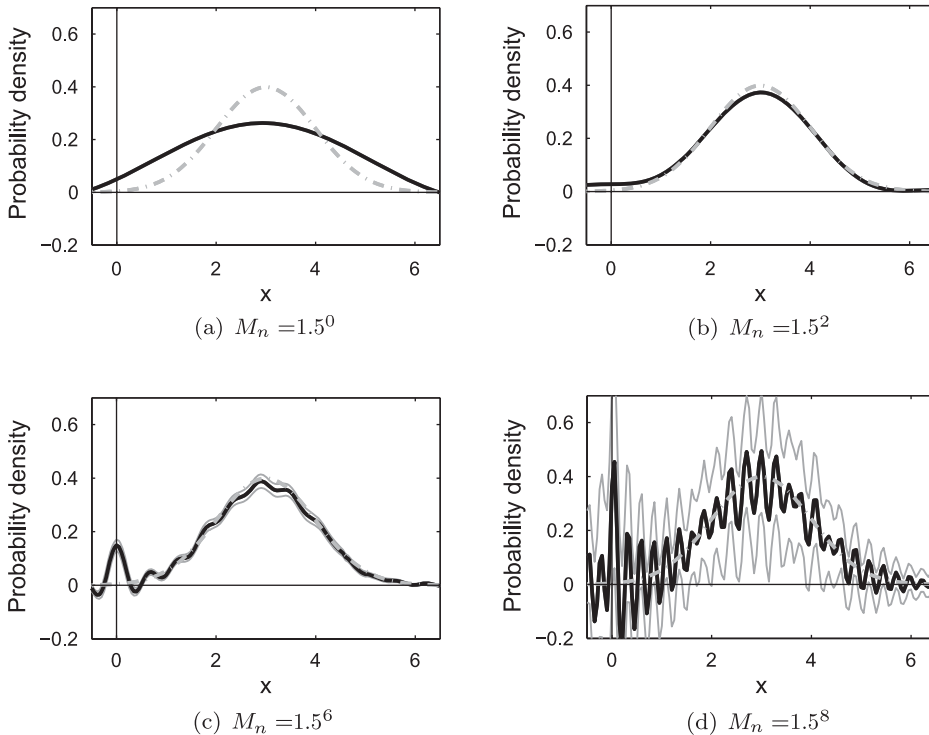 0.6
0.4
0.2
0
−0.2
Probability density
0 2 4 6
x
(a) M_n =1.5^0
0.6
0.4
0.2
0
−0.2
Probability density
0 2 4 6
x
(b) M_n =1.5^2
0.6
0.4
0.2
0
−0.2
Probability density
0 2 4 6
x
(c) M_n =1.5^6
0.6
0.4
0.2
0
−0.2
Probability density
0 2 4 6
x
(d) M_n =1.5^8